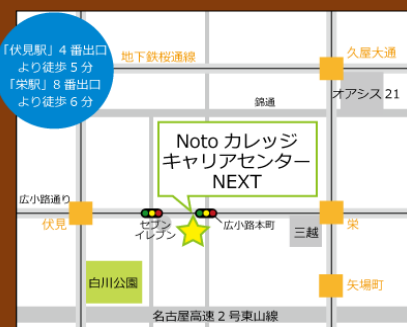 「伏見駅」4番出口
より徒歩5分
「栄駅」8番出口
より徒歩6分
地下鉄桜通線
久屋大通
オアシス21
錦通
Noto カレッジ
キャリアセンター
NEXT
広小路通り
伏見
セブン
イレブン
広小路本町
三越
栄
白川公園
矢場町
名古屋高速2号東山線